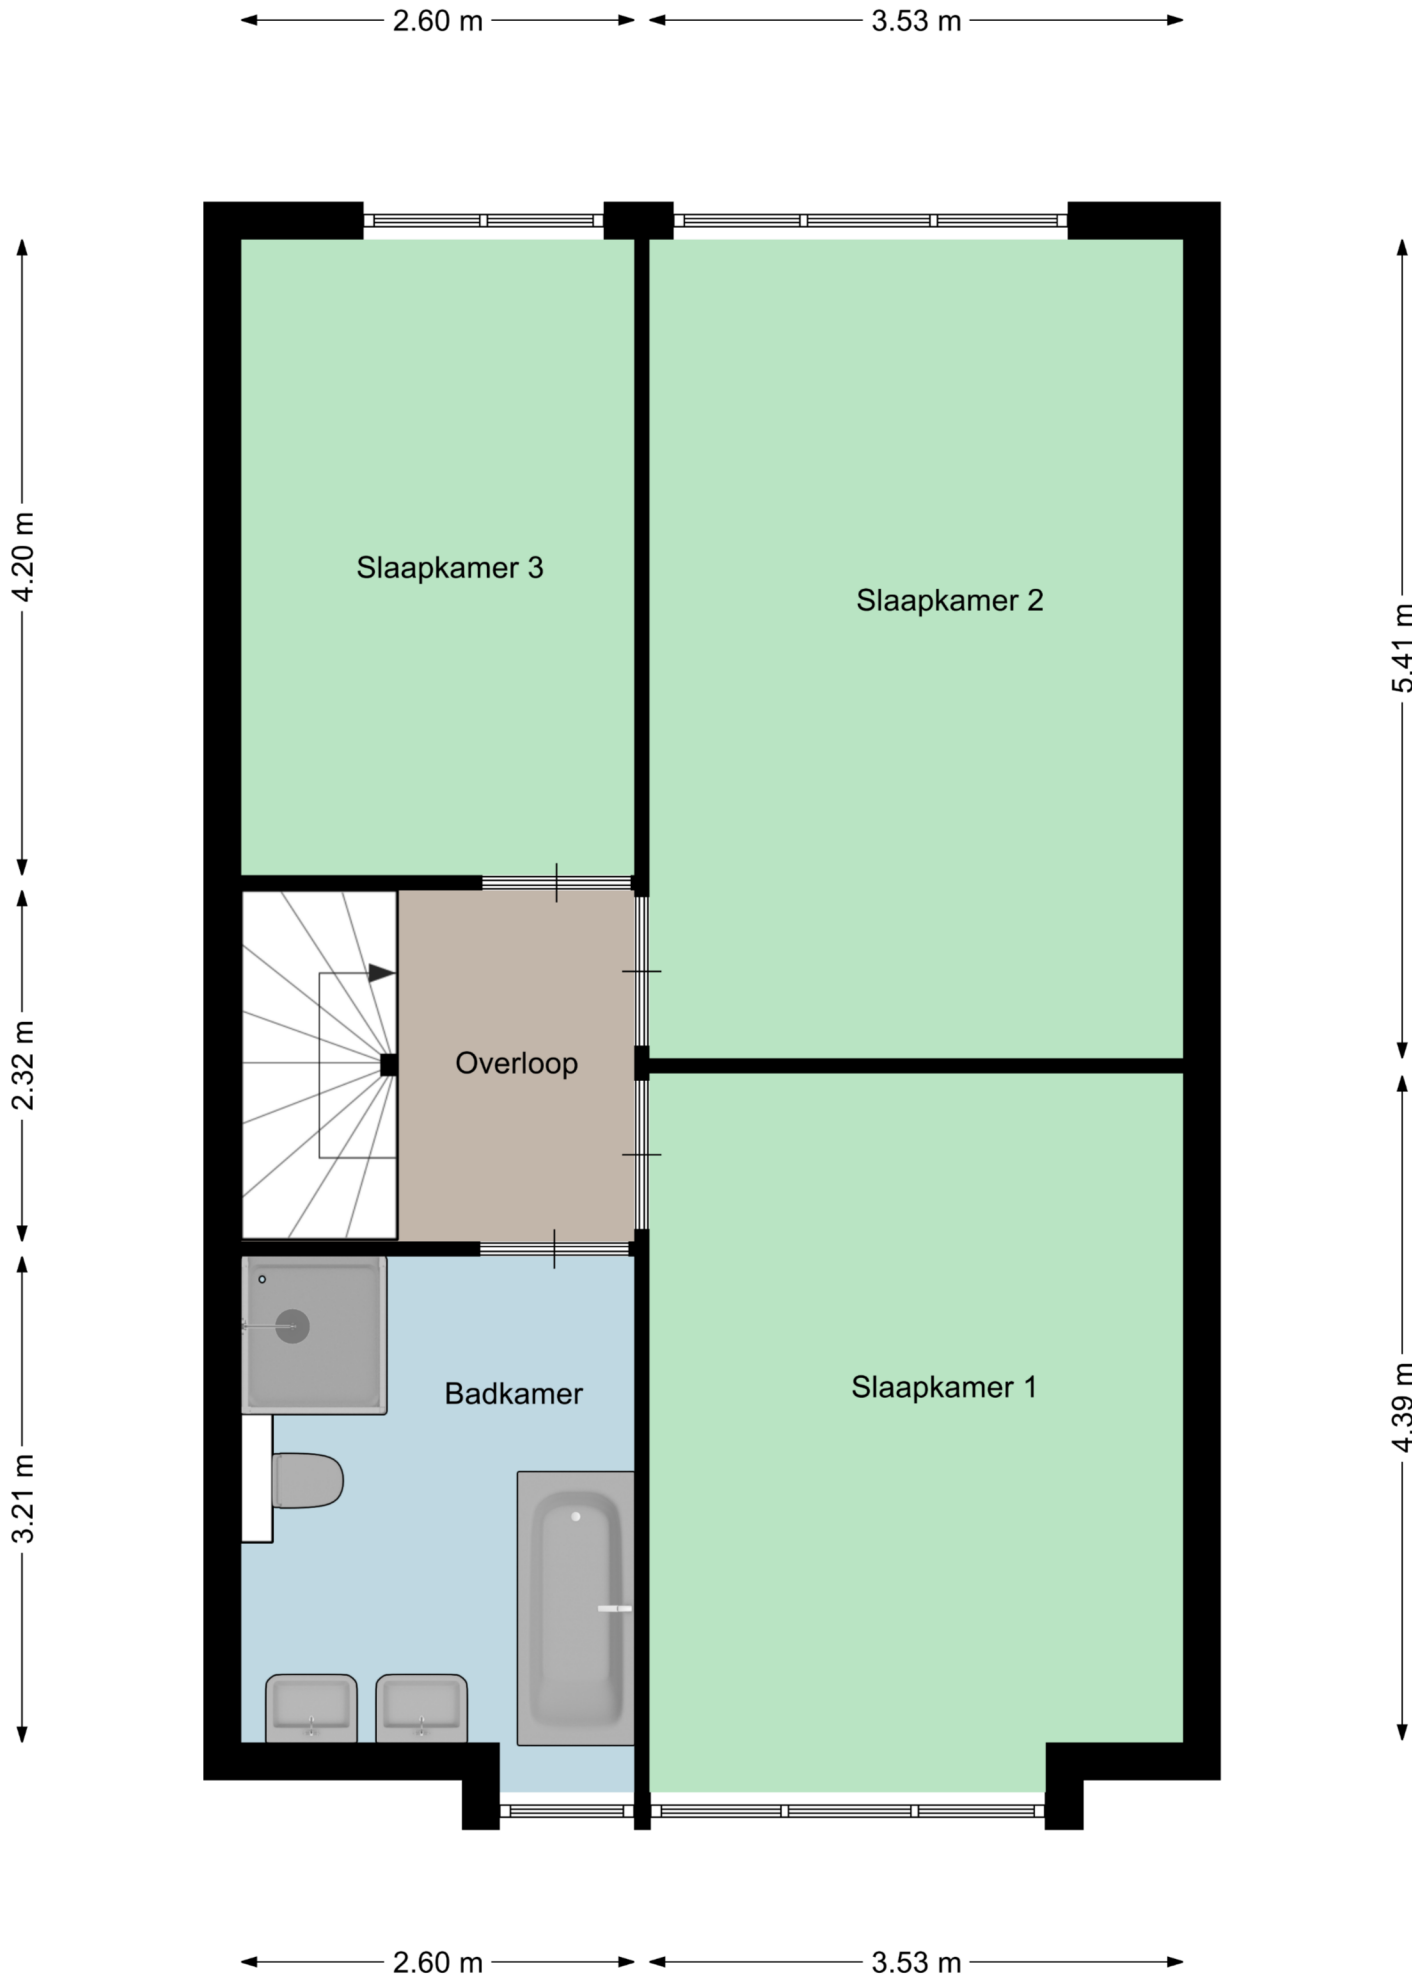 2.60 m
3.53 m
4.20 m
5.41 m
Slaapkamer 3
Slaapkamer 2
2.32 m
Overloop
4.39 m
Slaapkamer 1
Badkamer
3.21 m
2.60 m
3.53 m